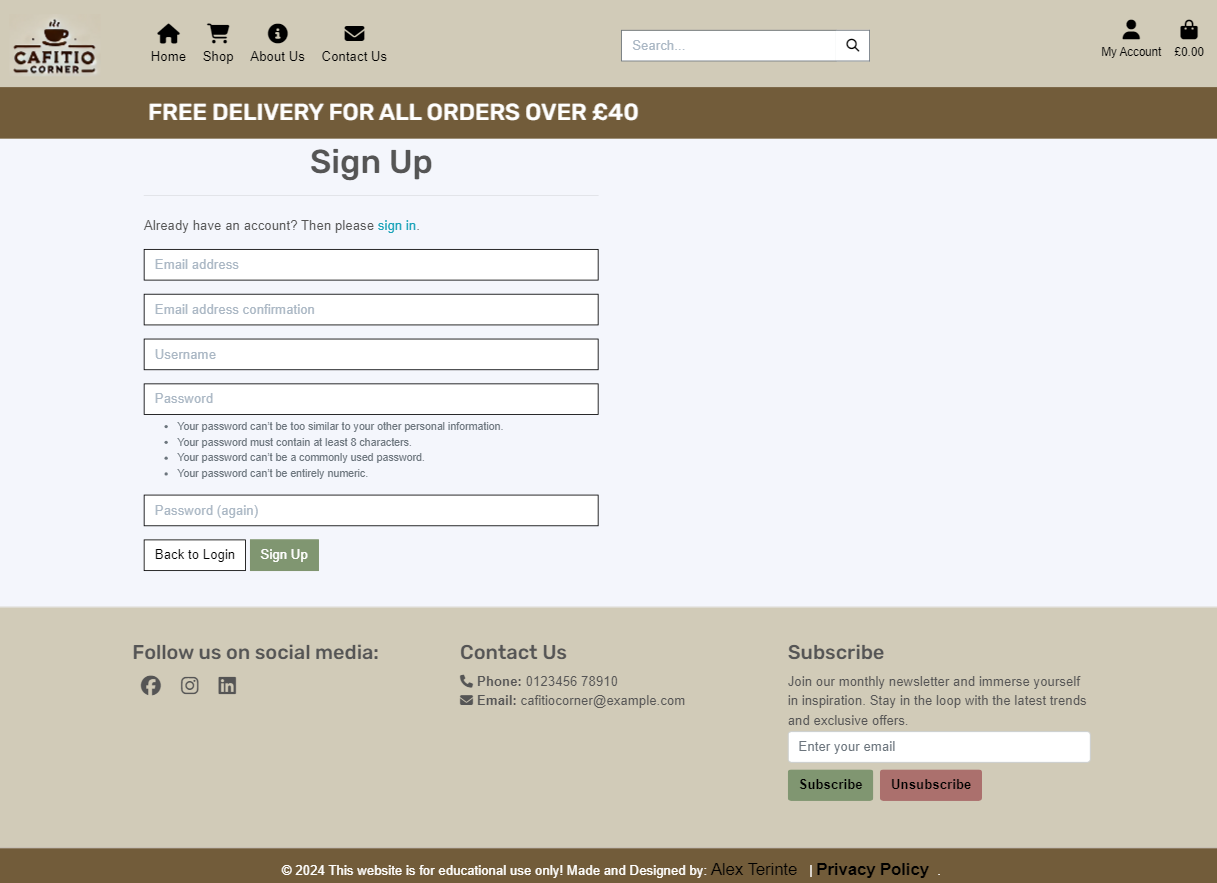 CAFITIO
CORNER
Home Shop About Us Contact Us
Search...
My Account £0.00
FREE DELIVERY FOR ALL ORDERS OVER £40
Sign Up
Already have an account? Then please sign in.
Email address
Email address confirmation
Username
Password
• Your password can't be too similar to your other personal information.
• Your password must contain at least 8 characters.
• Your password can't be a commonly used password.
• Your password can't be entirely numeric.
Password (again)
Back to Login Sign Up
Follow us on social media:
Contact Us
Phone: 0123456 78910
Email: cafitiocorner@example.com
Subscribe
Join our monthly newsletter and immerse yourself
in inspiration. Stay in the loop with the latest trends
and exclusive offers.
Enter your email
Subscribe Unsubscribe
© 2024 This website is for educational use only! Made and Designed by: Alex Terinte | Privacy Policy .